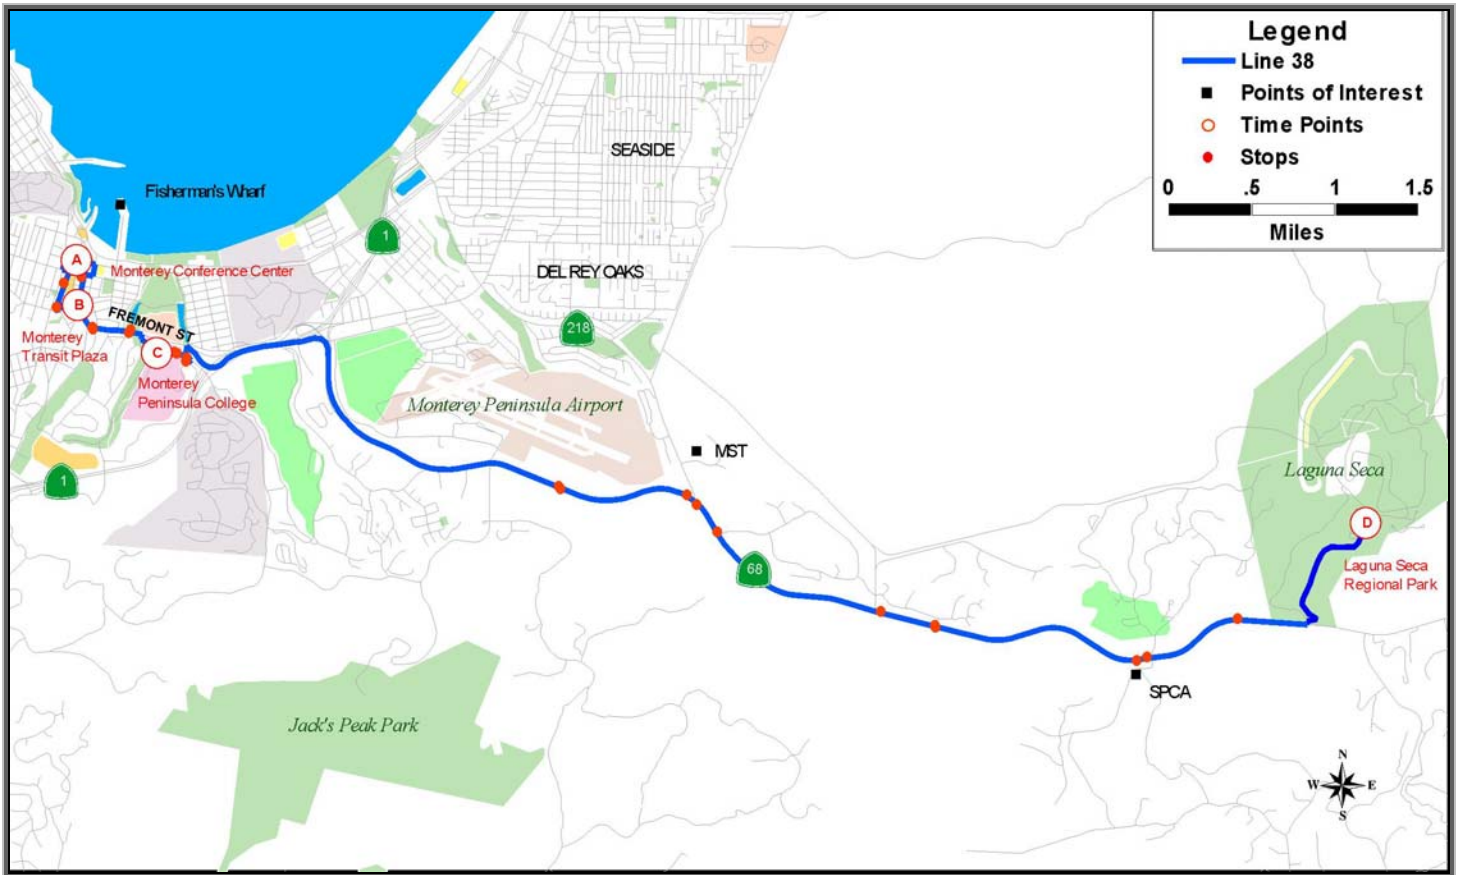 Legend
Line 38
Points of Interest
Time Points
Stops
0 .5 1 1.5
Miles
SEASIDE
Fisherman's Wharf
1
A
Monterey Conference Center
DEL REY OAKS
B
FREMONT ST
218
Monterey
Transit Plaza
C
Monterey
Peninsula College
Monterey Peninsula Airport
MST
1
Laguna Seca
D
68
Laguna Seca
Regional Park
SPCA
Jack's Peak Park
N
W E
S